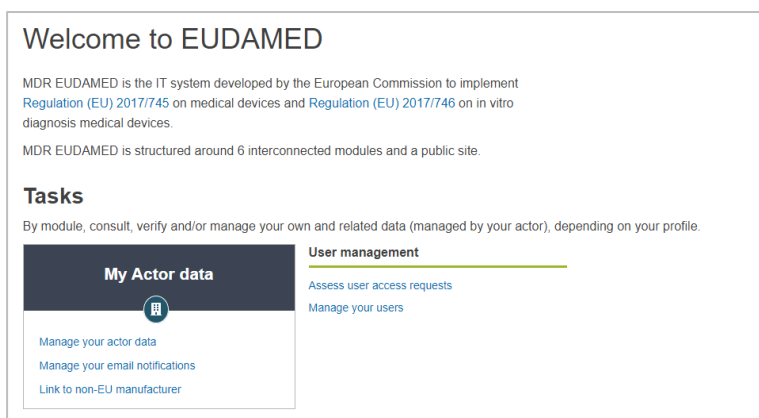 Welcome to EUDAMED
MDR EUDAMED is the IT system developed by the European Commission to implement
Regulation (EU) 2017/745 on medical devices and Regulation (EU) 2017/746 on in vitro
diagnosis medical devices.
MDR EUDAMED is structured around 6 interconnected modules and a public site.
Tasks
By module, consult, verify and/or manage your own and related data (managed by your actor), depending on your profile.
My Actor data
Manage your actor data
Manage your email notifications
Link to non-EU manufacturer
User management
Assess user access requests
Manage your users